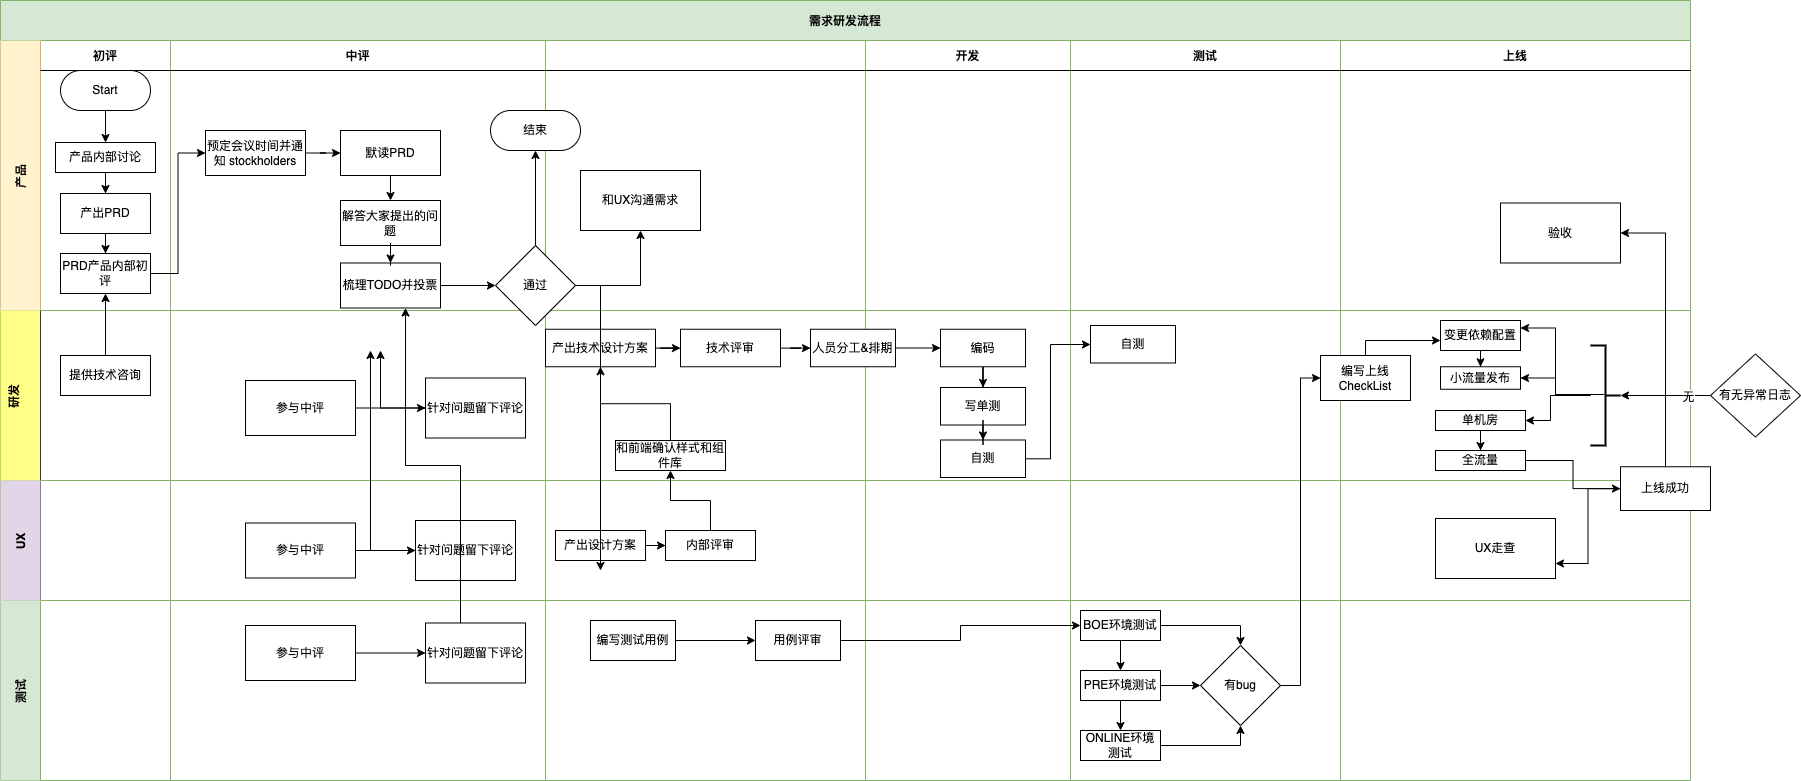 需求研发流程
初评
中评
开发
测试
上线
产品
Start
产品内部讨论
产出PRD
PRD产品内部初
评
预定会议时间并通
知 stockholders
默读PRD
解答大家提出的问
题
梳理TODO并投票
结束
通过
和UX沟通需求
验收
研发
提供技术咨询
参与中评
针对问题留下评论
产出技术设计方案
技术评审
人员分工&排期
编码
写单测
自测
和前端确认样式和组
件库
自测
编写上线
CheckList
变更依赖配置
小流量发布
单机房
全流量
无
有无异常日志
上线成功
UX
参与中评
针对问题留下评论
产出设计方案
内部评审
UX走查
测试
参与中评
针对问题留下评论
编写测试用例
用例评审
BOE环境测试
PRE环境测试
ONLINE环境
测试
有bug